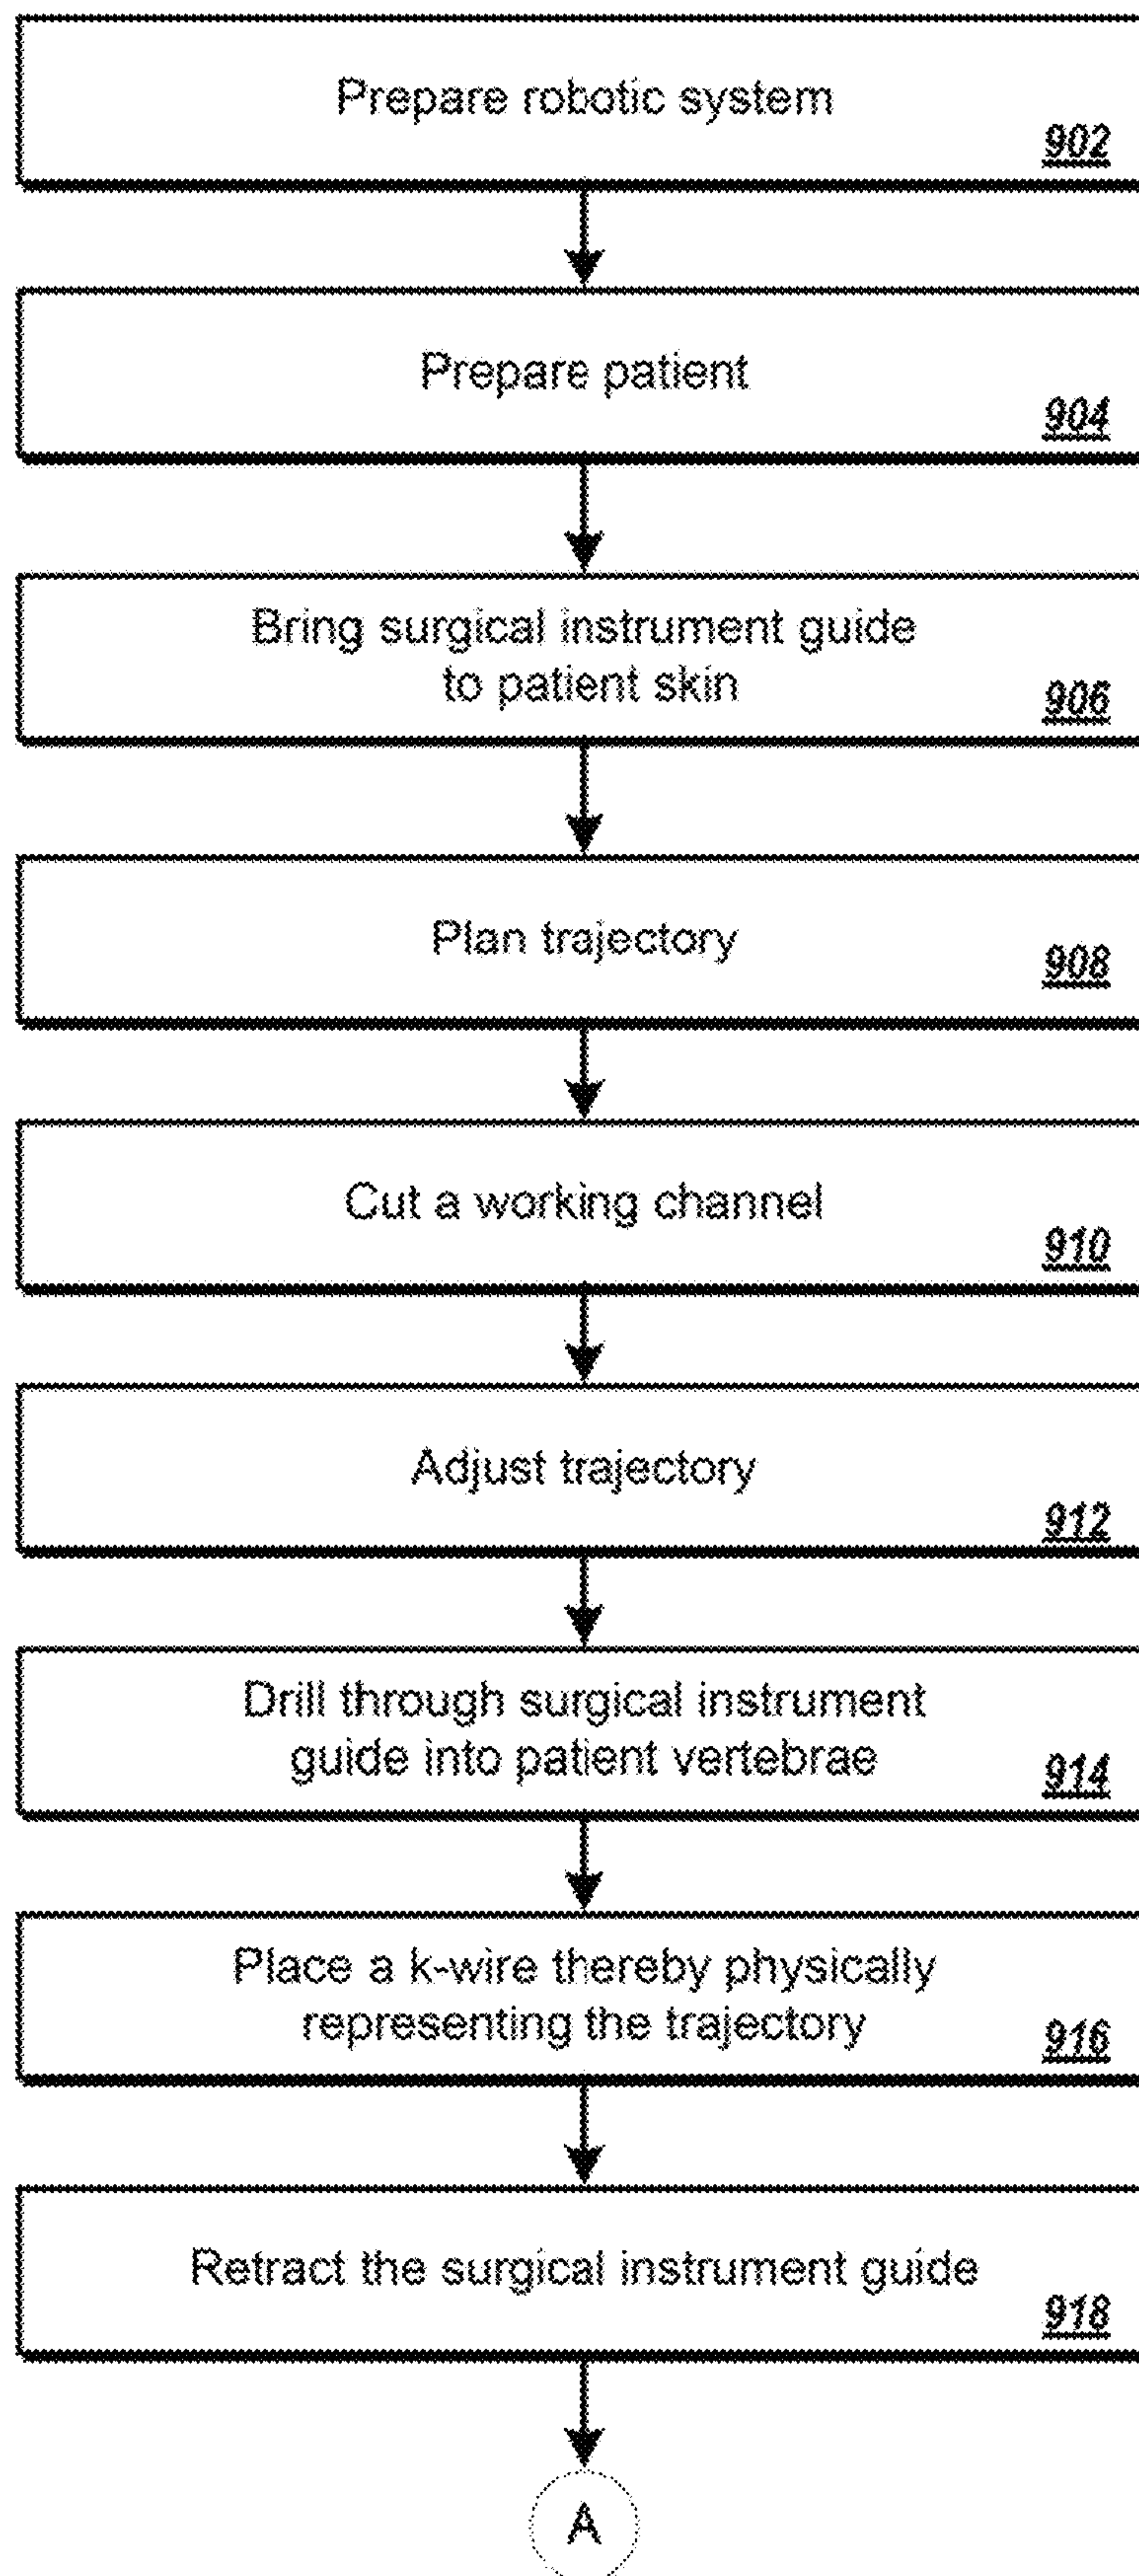 Prepare robotic system
902
Prepare patient
904
Bring surgical instrument guide
to patient skin
906
Plan trajectory
908
Cut a working channel
910
Adjust trajectory
912
Drill through surgical instrument
guide into patient vertebrae
914
Place a k-wire thereby physically
representing the trajectory
916
Retract the surgical instrument guide
918
A